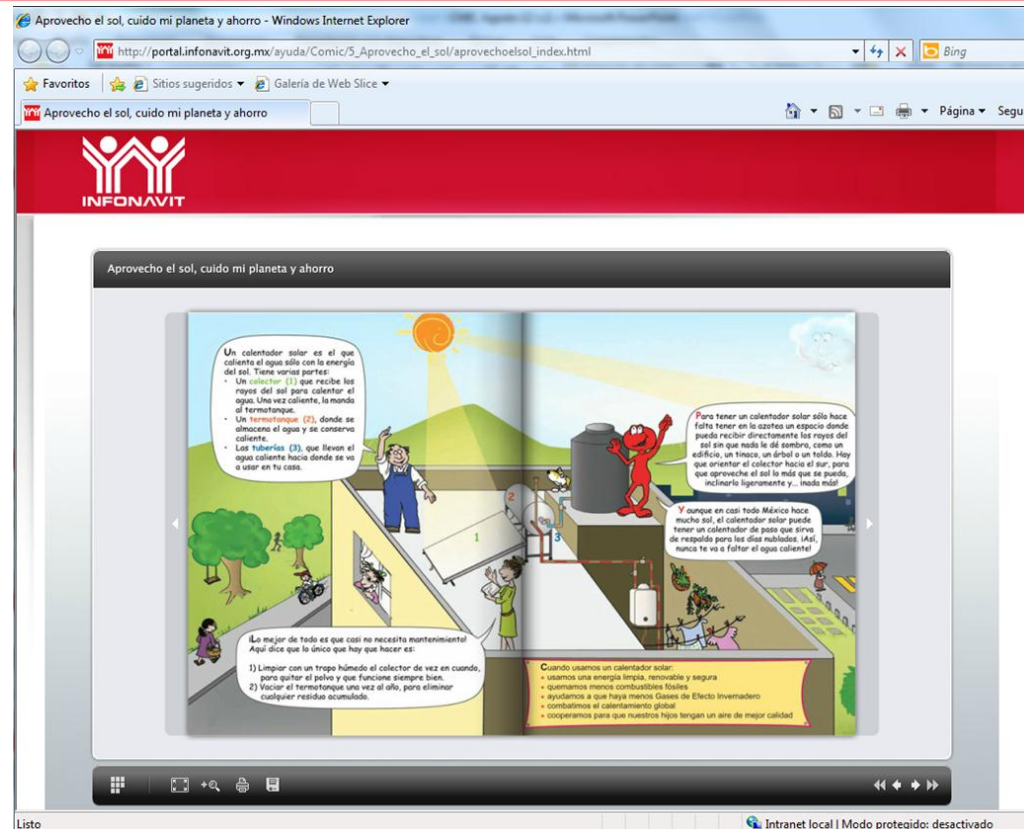 Aprovecho el sol, cuido mi planeta y ahorro - Windows Internet Explorer
http://portal.infonavit.org.mx/ayuda/Comic/5_Aprovecho_el_sol/aprovechoelsol_index.html
Bing
Favoritos
Sitios sugeridos
Galería de Web Slice
Aprovecho el sol, cuido mi planeta y ahorro
Página
Segu
INFONAVIT
Aprovecho el sol, cuido mi planeta y ahorro
Un calentador solar es el que
calienta el agua sólo con la energía
del sol. Tiene varias partes:
• Un colector (1) que recibe los
rayos del sol para calentar el
agua. Una vez caliente, la manda
al termotanque.
• Un termotanque (2), donde se
almacena el agua y se conserva
caliente.
• Las tuberías (3), que llevan el
agua caliente hacia donde se va
a usar en tu casa.
Para tener un calentador solar sólo hace
falta tener en la azotea un espacio donde
pueda recibir directamente los rayos del
sol sin que nada le dé sombra, como un
edificio, un tinaco, un árbol o un toldo. Hay
que orientar el colector hacia el sur, para
que aproveche el sol lo más que se pueda,
inclinarlo ligeramente y... ¡nada más!
Y aunque en casi todo México hace
mucho sol, el calentador solar puede
tener un calentador de paso que sirva
de respaldo para los días nublados. ¡Así,
nunca te va a faltar el agua caliente!
1
2
3
¡Lo mejor de todo es que casi no necesita mantenimiento!
Aquí dice que lo único que hay que hacer es:
1) Limpiar con un trapo húmedo el colector de vez en cuando,
para quitar el polvo y que funcione siempre bien.
2) Vaciar el termotanque una vez al año, para eliminar
cualquier residuo acumulado.
Cuando usamos un calentador solar:
• usamos una energía limpia, renovable y segura
• quemamos menos combustibles fósiles
• ayudamos a que haya menos Gases de Efecto Invernadero
• combatimos el calentamiento global
• cooperamos para que nuestros hijos tengan un aire de mejor calidad
Listo
Intranet local | Modo protegido: desactivado